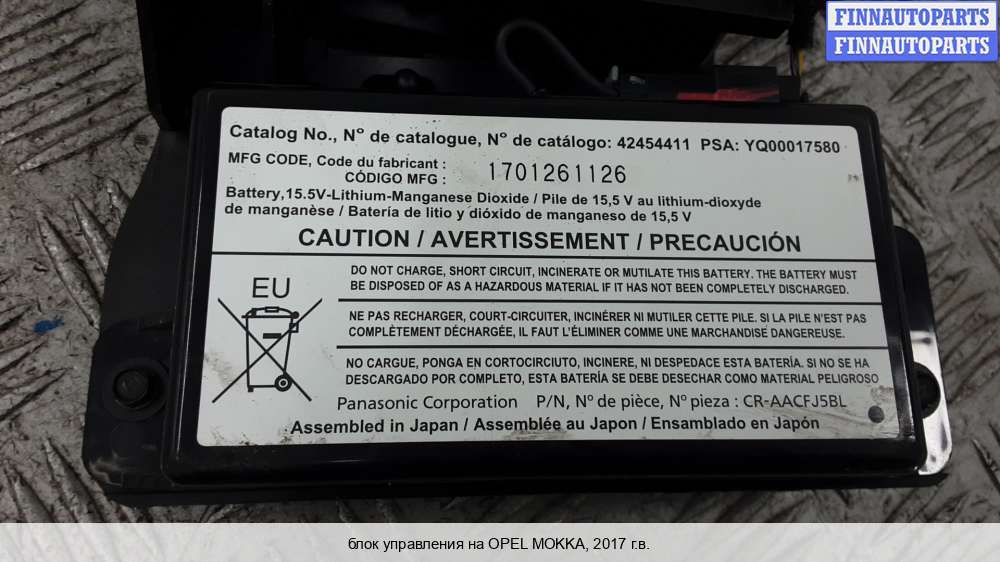 FINNAUTOPARTS
FINNAUTOPARTS
Catalog No., N° de catalogue, N° de catálogo: 42454411 PSA: YQ00017580
MFG CODE, Code du fabricant :
CÓDIGO MFG : 1701261126
Battery,15.5V-Lithium-Manganese Dioxide / Pile de 15,5 V au lithium-dioxyde
de manganèse / Batería de litio y dióxido de manganeso de 15,5 V
CAUTION / AVERTISSEMENT / PRECAUCIÓN
EU
DO NOT CHARGE, SHORT CIRCUIT, INCINERATE OR MUTILATE THIS BATTERY. THE BATTERY MUST
BE DISPOSED OF AS A HAZARDOUS MATERIAL IF IT HAS NOT BEEN COMPLETELY DISCHARGED.
NE PAS RECHARGER, COURT-CIRCUITER, INCINÉRER NI MUTILER CETTE PILE. SI LA PILE N'EST PAS
COMPLÈTEMENT DÉCHARGÉE, IL FAUT L'ÉLIMINER COMME UNE MARCHANDISE DANGEREUSE.
NO CARGUE, PONGA EN CORTOCIRCIUTO, INCINERE, NI DESPEDACE ESTA BATERÍA. SI NO SE HA
DESCARGADO POR COMPLETO, ESTA BATERÍA SE DEBE DESECHAR COMO MATERIAL PELIGROSO
Panasonic Corporation P/N, N° de pièce, N° pieza : CR-AACFJ5BL
Assembled in Japan / Assemblée au Japon / Ensamblado en Japón
блок управления на OPEL MOKKA, 2017 г.в.